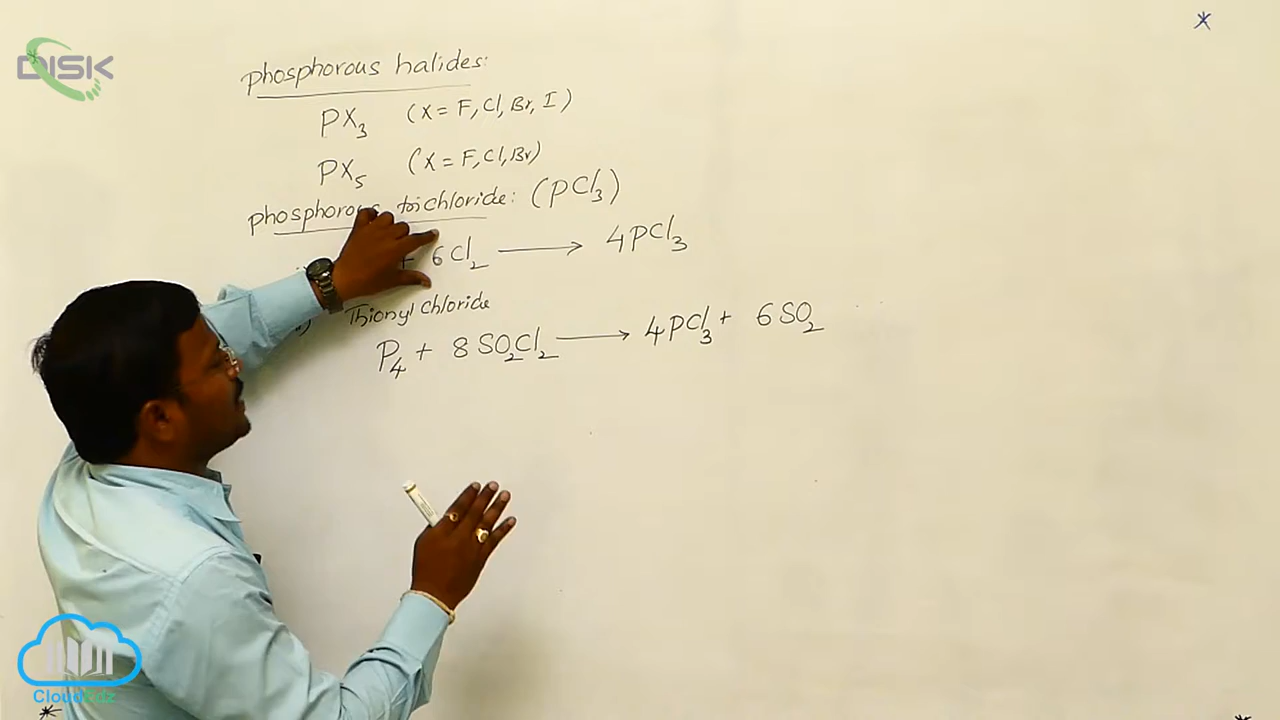 DISK
phosphorous halides:
PX₃ (X = F, Cl, Br, I)
PX₅ (X = F, Cl, Br)
phosphorous trichloride: (PCl₃)
+ 6Cl₂ ⟶ 4PCl₃
Thionyl chloride
P₄ + 8SO₂Cl₂ ⟶ 4PCl₃ + 6SO₂
CloudEdz